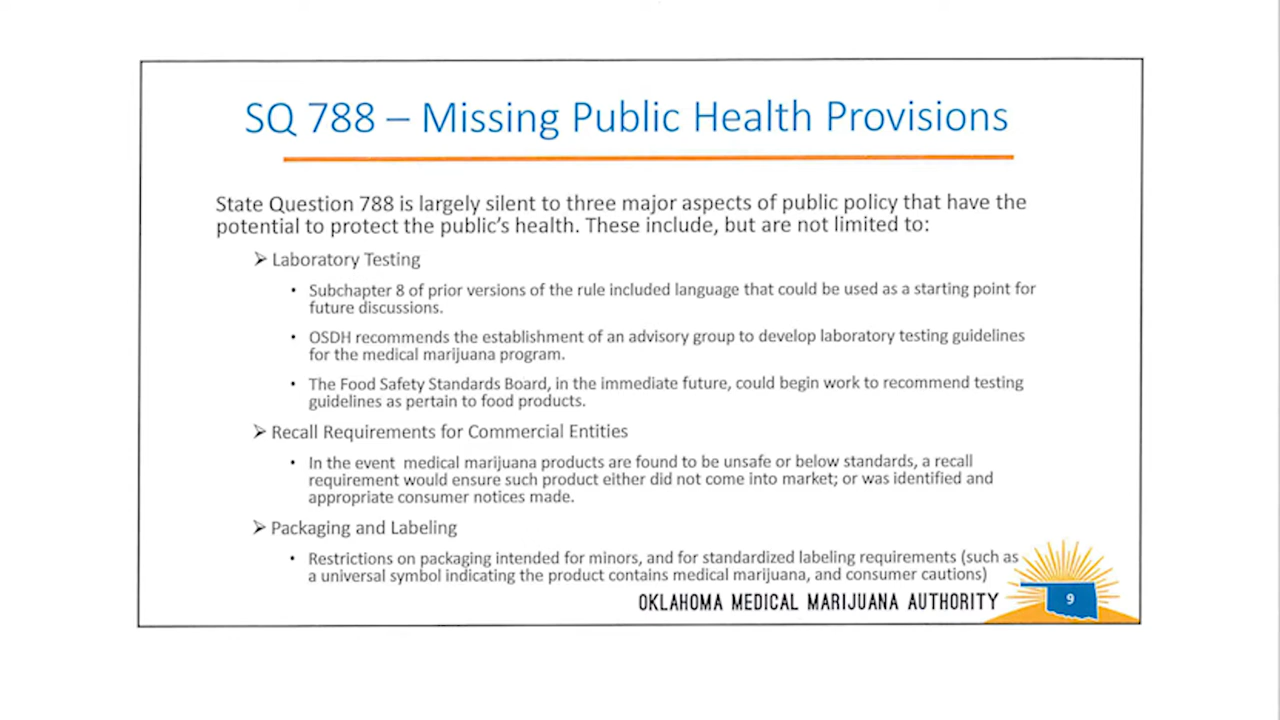 SQ 788 – Missing Public Health Provisions
State Question 788 is largely silent to three major aspects of public policy that have the
potential to protect the public's health. These include, but are not limited to:
➢ Laboratory Testing
• Subchapter 8 of prior versions of the rule included language that could be used as a starting point for
future discussions.
• OSDH recommends the establishment of an advisory group to develop laboratory testing guidelines
for the medical marijuana program.
• The Food Safety Standards Board, in the immediate future, could begin work to recommend testing
guidelines as pertain to food products.
➢ Recall Requirements for Commercial Entities
• In the event medical marijuana products are found to be unsafe or below standards, a recall
requirement would ensure such product either did not come into market; or was identified and
appropriate consumer notices made.
➢ Packaging and Labeling
• Restrictions on packaging intended for minors, and for standardized labeling requirements (such as
a universal symbol indicating the product contains medical marijuana, and consumer cautions)
OKLAHOMA MEDICAL MARIJUANA AUTHORITY
9